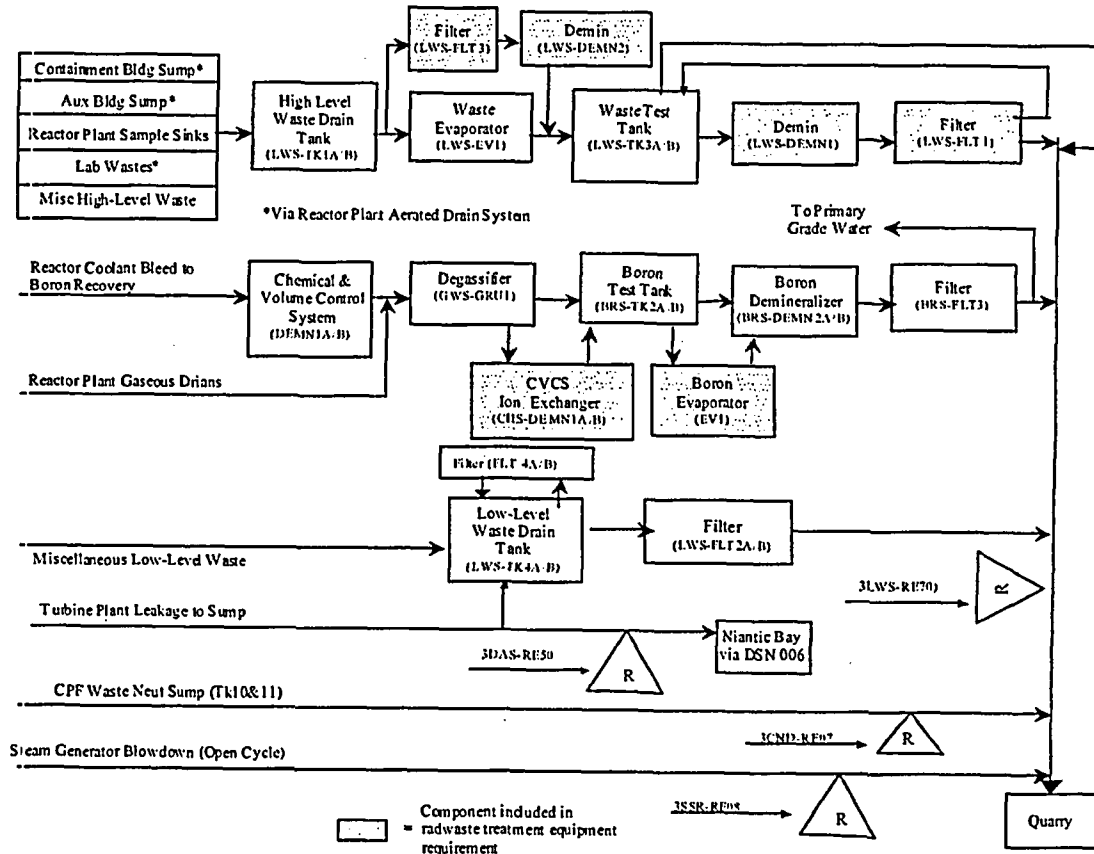 Filter
(LWS-FLT3)
Demin
(LWS-DEMN2)
Containment Bldg Sump*
Aux Bldg Sump*
Reactor Plant Sample Sinks
Lab Wastes*
Misc High-Level Waste
High Level
Waste Drain
Tank
(LWS-TK1A/B)
Waste
Evaporator
(LWS-EV1)
Waste Test
Tank
(LWS-TK3A/B)
Demin
(LWS-DEMN1)
Filter
(LWS-FLT1)
*Via Reactor Plant Aerated Drain System
To Primary
Grade Water
Reactor Coolant Bleed to
Boron Recovery
Chemical &
Volume Control
System
(DEMN1A/B)
Degassifier
(GWS-GRU1)
Boron
Test Tank
(BRS-TK2A/B)
Boron
Demineralizer
(BRS-DEMN2A/B)
Filter
(BRS-FLT3)
Reactor Plant Gaseous Drians
CVCS
Ion Exchanger
(CHS-DEMN1A/B)
Boron
Evaporator
(EV1)
Filter (FLT 4A/B)
Low-Level
Waste Drain
Tank
(LWS-TK4A/B)
Filter
(LWS-FLT2A/B)
Miscellaneous Low-Level Waste
3LWS-RE70)
R
Turbine Plant Leakage to Sump
3DAS-RE50
R
Niantic Bay
via DSN 006
CPF Waste Neut Sump (Tk10&11)
3CND-RE07
R
Steam Generator Blowdown (Open Cycle)
3SSR-RE08
R
Quarry
= Component included in
radwaste treatment equipment
requirement